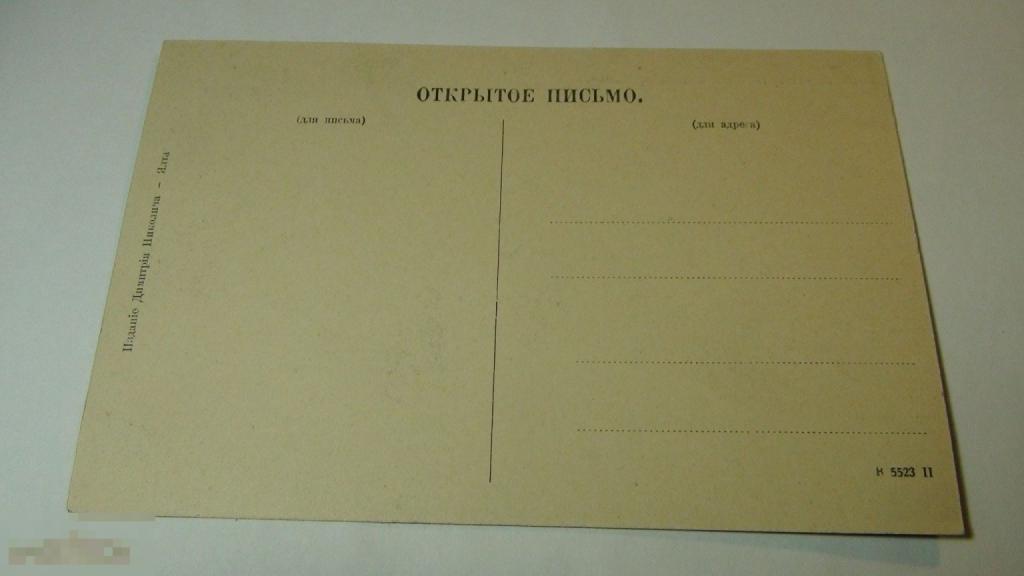 ОТКРЫТОЕ ПИСЬМО.
(для письма)
(для адреса)
Изданіе Димитрія Николича - Ялта
К 5523 II